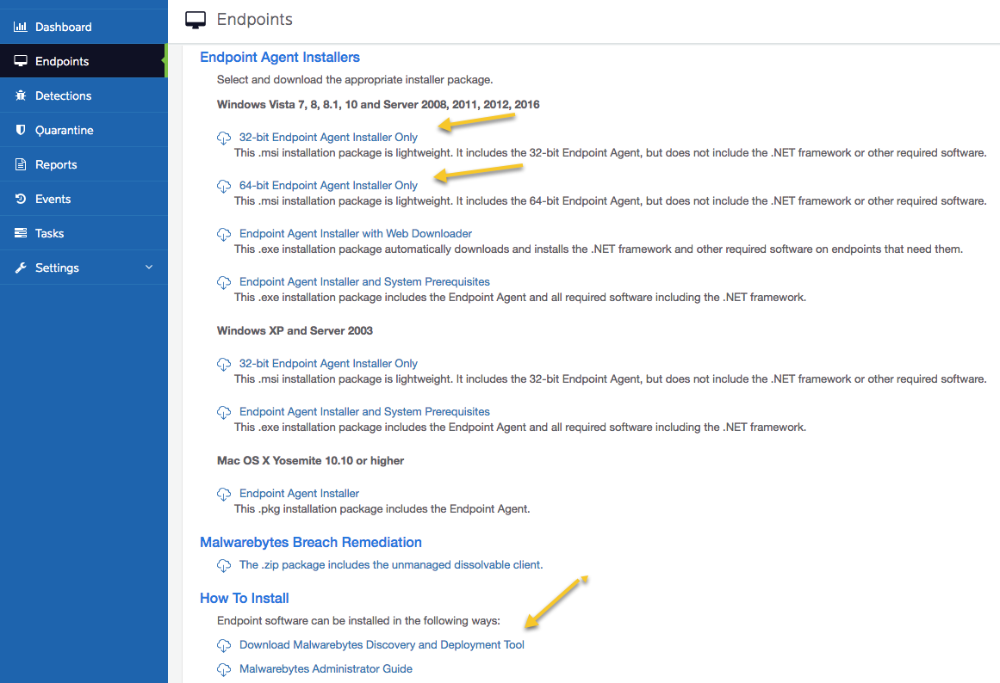 Dashboard
Endpoints
Detections
Quarantine
Reports
Events
Tasks
Settings
Endpoints
Endpoint Agent Installers
Select and download the appropriate installer package.
Windows Vista 7, 8, 8.1, 10 and Server 2008, 2011, 2012, 2016
32-bit Endpoint Agent Installer Only
This .msi installation package is lightweight. It includes the 32-bit Endpoint Agent, but does not include the .NET framework or other required software.
64-bit Endpoint Agent Installer Only
This .msi installation package is lightweight. It includes the 64-bit Endpoint Agent, but does not include the .NET framework or other required software.
Endpoint Agent Installer with Web Downloader
This .exe installation package automatically downloads and installs the .NET framework and other required software on endpoints that need them.
Endpoint Agent Installer and System Prerequisites
This .exe installation package includes the Endpoint Agent and all required software including the .NET framework.
Windows XP and Server 2003
32-bit Endpoint Agent Installer Only
This .msi installation package is lightweight. It includes the 32-bit Endpoint Agent, but does not include the .NET framework or other required software.
Endpoint Agent Installer and System Prerequisites
This .exe installation package includes the Endpoint Agent and all required software including the .NET framework.
Mac OS X Yosemite 10.10 or higher
Endpoint Agent Installer
This .pkg installation package includes the Endpoint Agent.
Malwarebytes Breach Remediation
The .zip package includes the unmanaged dissolvable client.
How To Install
Endpoint software can be installed in the following ways:
Download Malwarebytes Discovery and Deployment Tool
Malwarebytes Administrator Guide